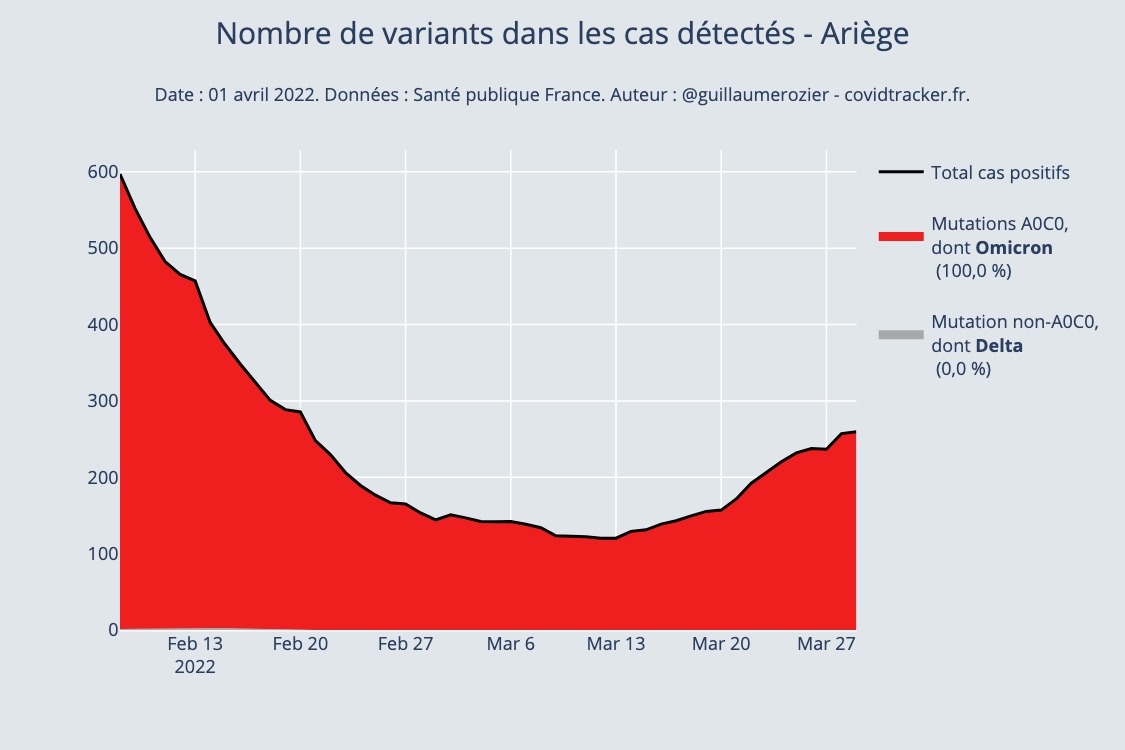 Nombre de variants dans les cas détectés - Ariège
Date : 01 avril 2022. Données : Santé publique France. Auteur : @guillaumerozier - covidtracker.fr.
600
500
400
300
200
100
0
Feb 13
2022
Feb 20
Feb 27
Mar 6
Mar 13
Mar 20
Mar 27
Total cas positifs
Mutations A0C0,
dont Omicron
(100,0 %)
Mutation non-A0C0,
dont Delta
(0,0 %)